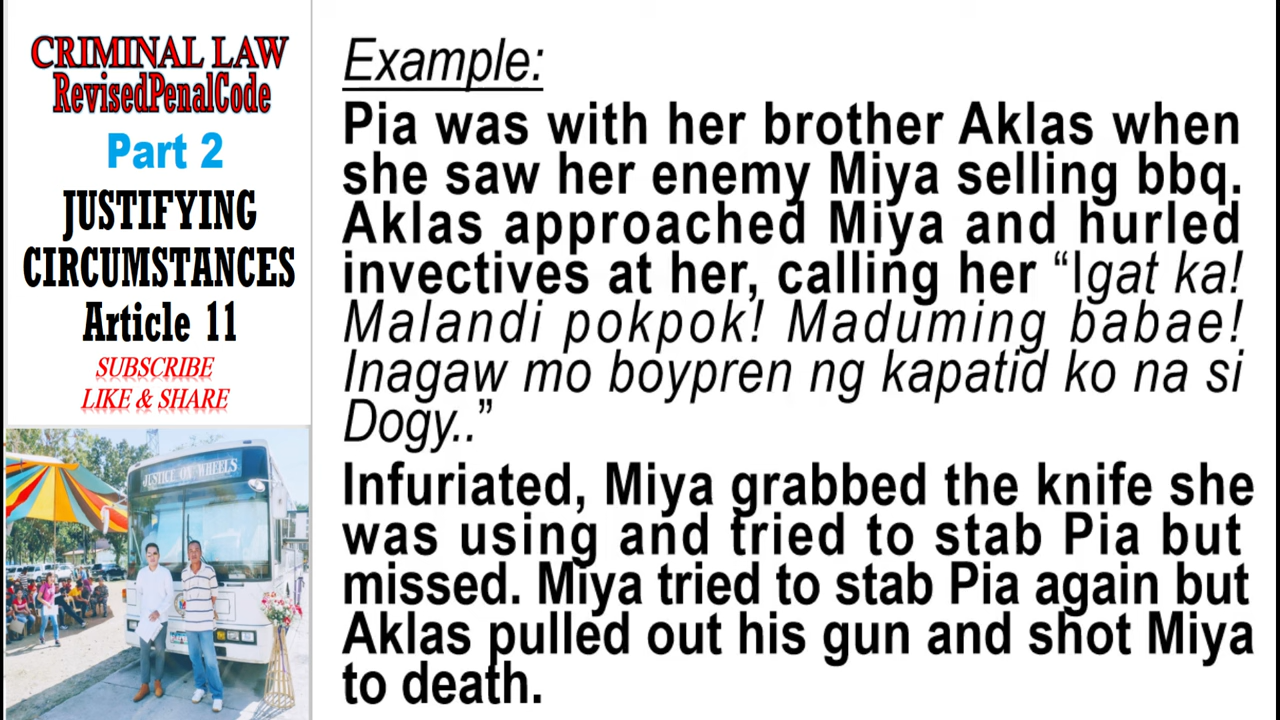 CRIMINAL LAW
RevisedPenalCode
Part 2
JUSTIFYING
CIRCUMSTANCES
Article 11
SUBSCRIBE
LIKE & SHARE
JUSTICE ON WHEELS
Example:
Pia was with her brother Aklas when
she saw her enemy Miya selling bbq.
Aklas approached Miya and hurled
invectives at her, calling her “Igat ka!
Malandi pokpok! Maduming babae!
Inagaw mo boypren ng kapatid ko na si
Dogy..”
Infuriated, Miya grabbed the knife she
was using and tried to stab Pia but
missed. Miya tried to stab Pia again but
Aklas pulled out his gun and shot Miya
to death.